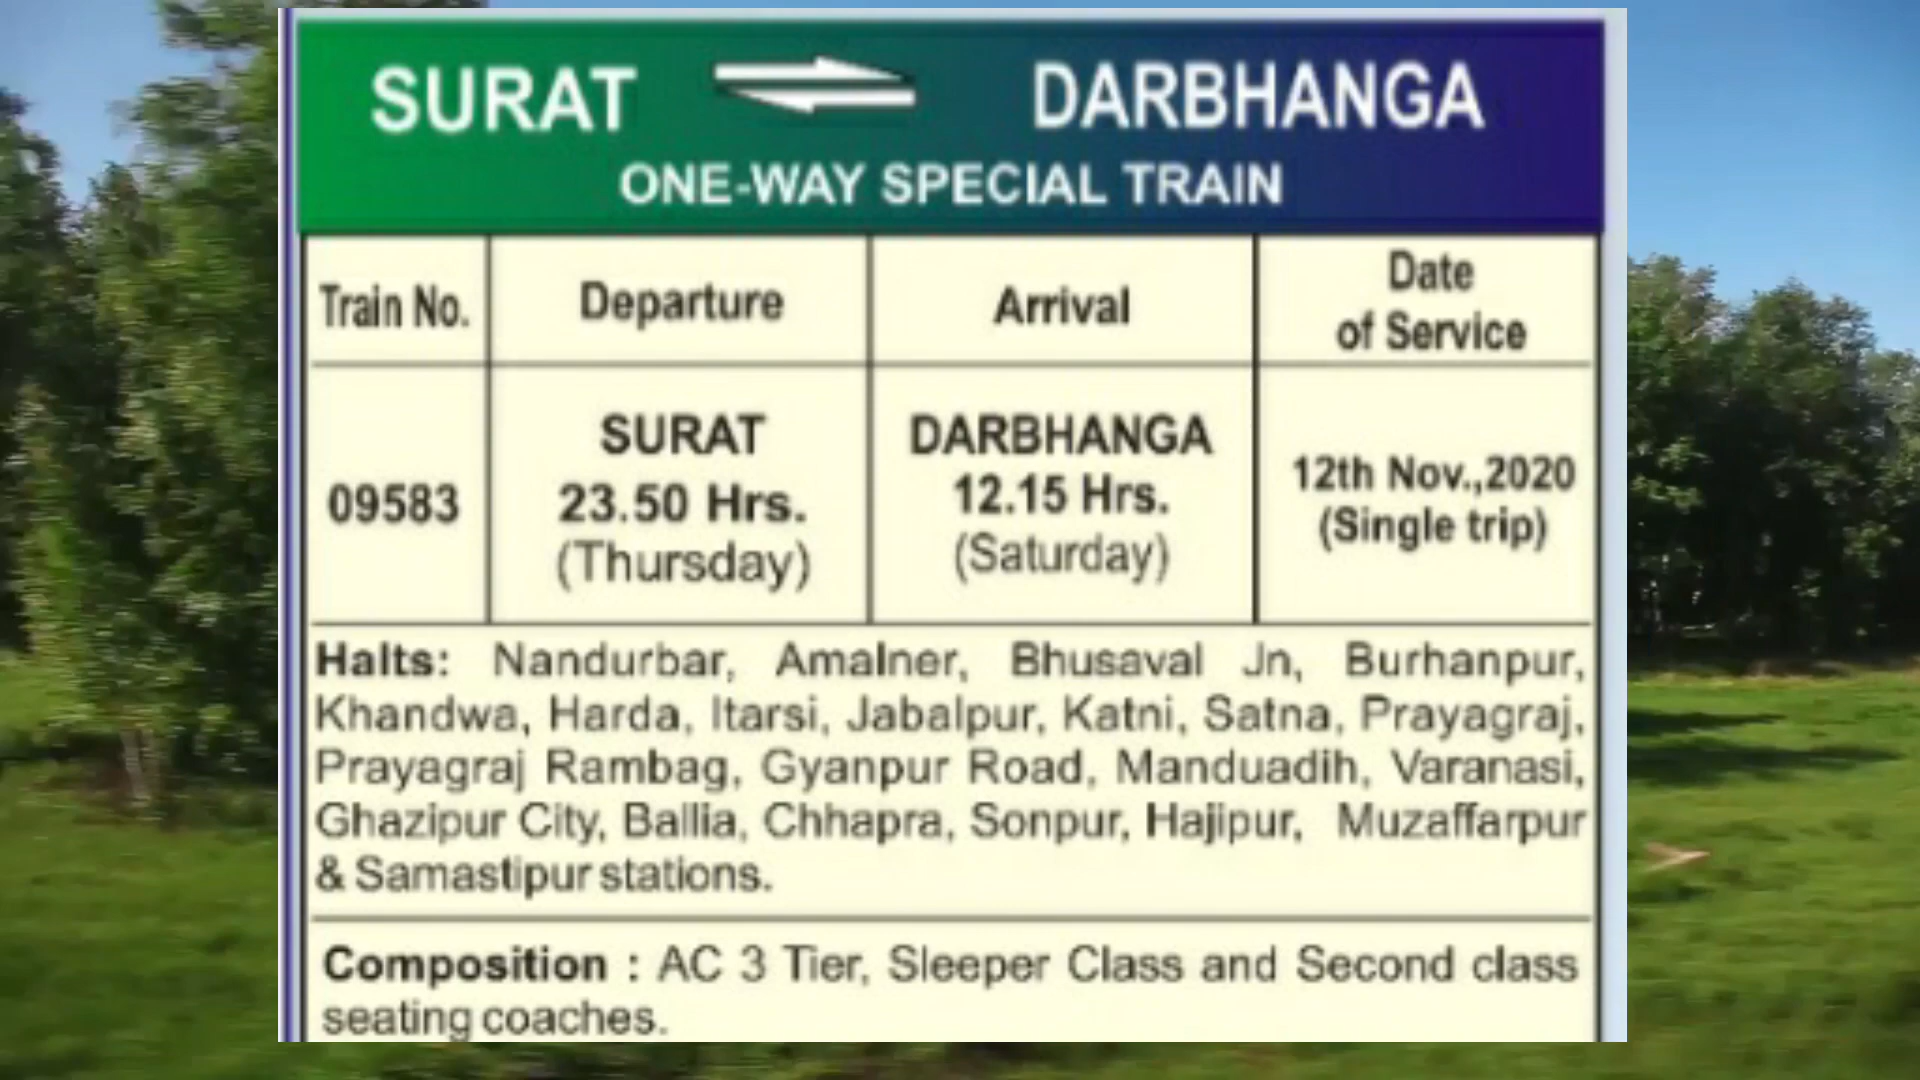 SURAT DARBHANGA
ONE-WAY SPECIAL TRAIN
Train No. Departure Arrival Date of Service
09583 SURAT 23.50 Hrs. (Thursday) DARBHANGA 12.15 Hrs. (Saturday) 12th Nov.,2020 (Single trip)
Halts: Nandurbar, Amalner, Bhusaval Jn, Burhanpur,
Khandwa, Harda, Itarsi, Jabalpur, Katni, Satna, Prayagraj,
Prayagraj Rambag, Gyanpur Road, Manduadih, Varanasi,
Ghazipur City, Ballia, Chhapra, Sonpur, Hajipur, Muzaffarpur
& Samastipur stations.
Composition : AC 3 Tier, Sleeper Class and Second class
seating coaches.